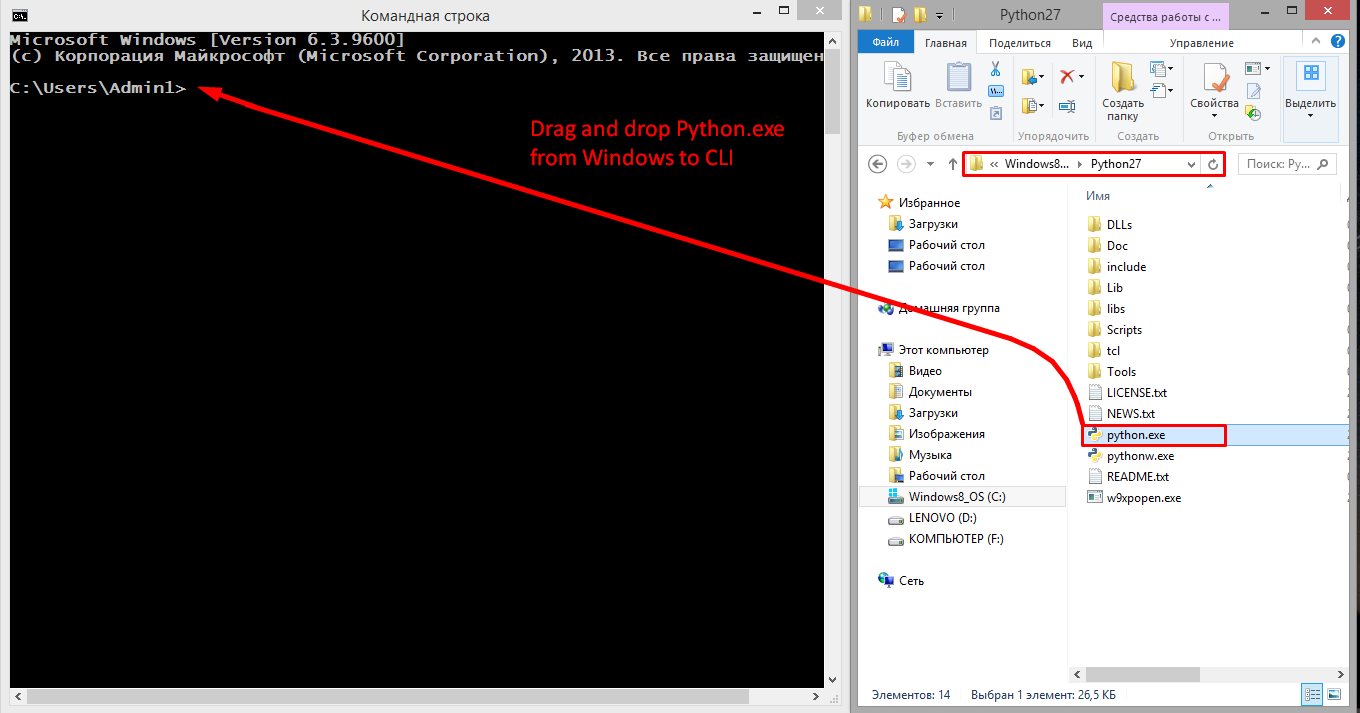 Командная строка
Microsoft Windows [Version 6.3.9600]
(c) Корпорация Майкрософт (Microsoft Corporation), 2013. Все права защищен
C:\Users\Admin1>
Drag and drop Python.exe
from Windows to CLI
Python27
Средства работы с ...
Файл
Главная
Поделиться
Вид
Управление
Копировать
Вставить
Создать
папку
Свойства
Выделить
Буфер обмена
Упорядочить
Создать
Открыть
« Windows8... Python27
Поиск: Py...
Избранное
Загрузки
Рабочий стол
Рабочий стол
Домашняя группа
Этот компьютер
Видео
Документы
Загрузки
Изображения
Музыка
Рабочий стол
Windows8_OS (C:)
LENOVO (D:)
КОМПЬЮТЕР (F:)
Сеть
Имя
DLLs
Doc
include
Lib
libs
Scripts
tcl
Tools
LICENSE.txt
NEWS.txt
python.exe
pythonw.exe
README.txt
w9xpopen.exe
Элементов: 14
Выбран 1 элемент: 26,5 КБ